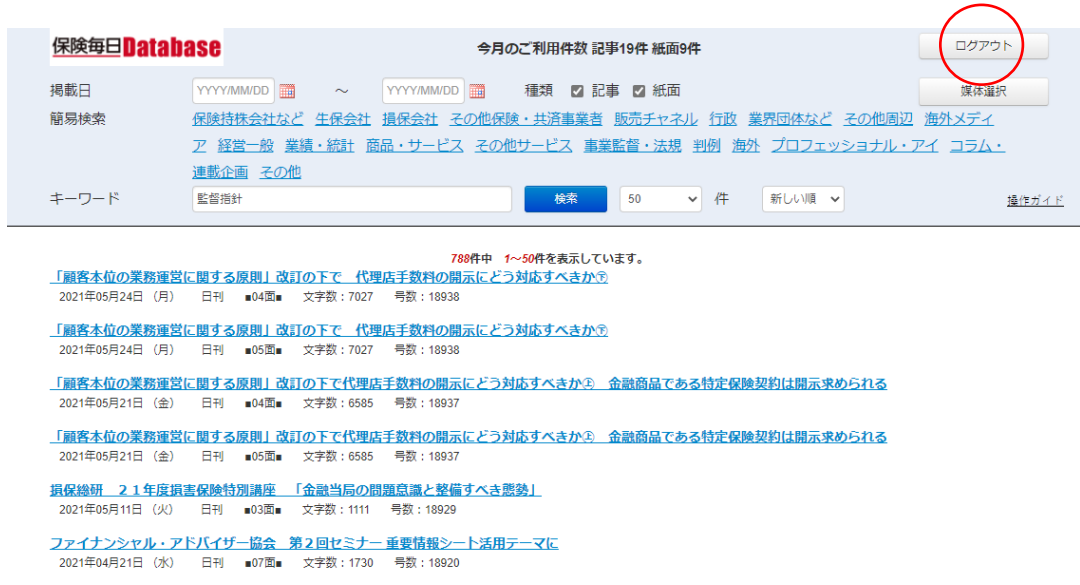 保険毎日Database
今月のご利用件数 記事19件 紙面9件
ログアウト
掲載日 YYYY/MM/DD ～ YYYY/MM/DD 種類 記事 紙面
媒体選択
簡易検索 保険持株会社など 生保会社 損保会社 その他保険・共済事業者 販売チャネル 行政 業界団体など その他周辺 海外メディ
ア 経営一般 業績・統計 商品・サービス その他サービス 事業監督・法規 判例 海外 プロフェッショナル・アイ コラム・
連載企画 その他
キーワード 監督指針 検索 50 件 新しい順 操作ガイド
788件中 1～50件を表示しています。
「顧客本位の業務運営に関する原則」改訂の下で 代理店手数料の開示にどう対応すべきか㊦
2021年05月24日（月） 日刊 ■04面■ 文字数：7027 号数：18938
「顧客本位の業務運営に関する原則」改訂の下で 代理店手数料の開示にどう対応すべきか㊦
2021年05月24日（月） 日刊 ■05面■ 文字数：7027 号数：18938
「顧客本位の業務運営に関する原則」改訂の下で代理店手数料の開示にどう対応すべきか㊤ 金融商品である特定保険契約は開示求められる
2021年05月21日（金） 日刊 ■04面■ 文字数：6585 号数：18937
「顧客本位の業務運営に関する原則」改訂の下で代理店手数料の開示にどう対応すべきか㊤ 金融商品である特定保険契約は開示求められる
2021年05月21日（金） 日刊 ■05面■ 文字数：6585 号数：18937
損保総研 ２１年度損害保険特別講座 「金融当局の問題意識と整備すべき態勢」
2021年05月11日（火） 日刊 ■03面■ 文字数：1111 号数：18929
ファイナンシャル・アドバイザー協会 第２回セミナー 重要情報シート活用テーマに
2021年04月21日（水） 日刊 ■07面■ 文字数：1730 号数：18920